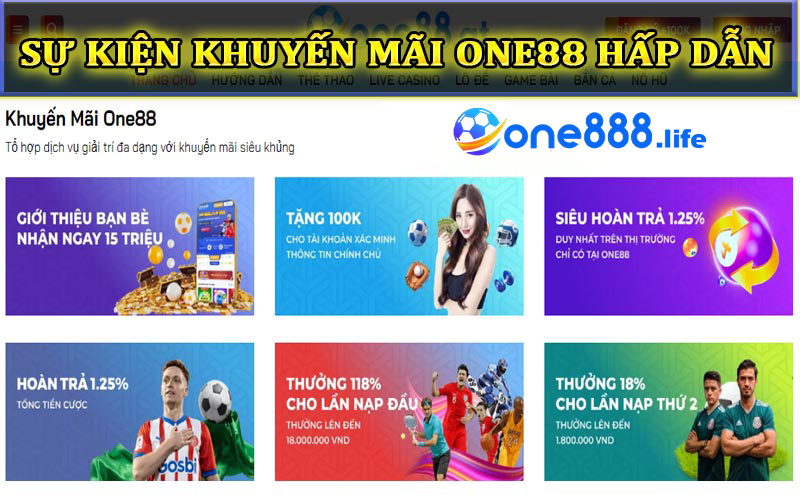 SỰ KIỆN KHUYẾN MÃI ONE88 HẤP DẪN
TRANG CHỦ HƯỚNG DẪN THỂ THAO LIVE CASINO LÔ ĐỀ GAME BÀI BẮN CÁ NỔ HŨ
Khuyến Mãi One88
Tổ hợp dịch vụ giải trí đa dạng với khuyến mãi siêu khủng
one888.life
GIỚI THIỆU BẠN BÈ
NHẬN NGAY 15 TRIỆU
TẶNG 100K
CHO TÀI KHOẢN XÁC MINH
THÔNG TIN CHÍNH CHỦ
SIÊU HOÀN TRẢ 1.25%
DUY NHẤT TRÊN THỊ TRƯỜNG
CHỈ CÓ TẠI ONE88
HOÀN TRẢ 1.25%
TỔNG TIỀN CƯỢC
THƯỞNG 118%
CHO LẦN NẠP ĐẦU
THƯỞNG LÊN ĐẾN
18.000.000 VND
THƯỞNG 18%
CHO LẦN NẠP THỨ 2
THƯỞNG LÊN ĐẾN
1.800.000 VND